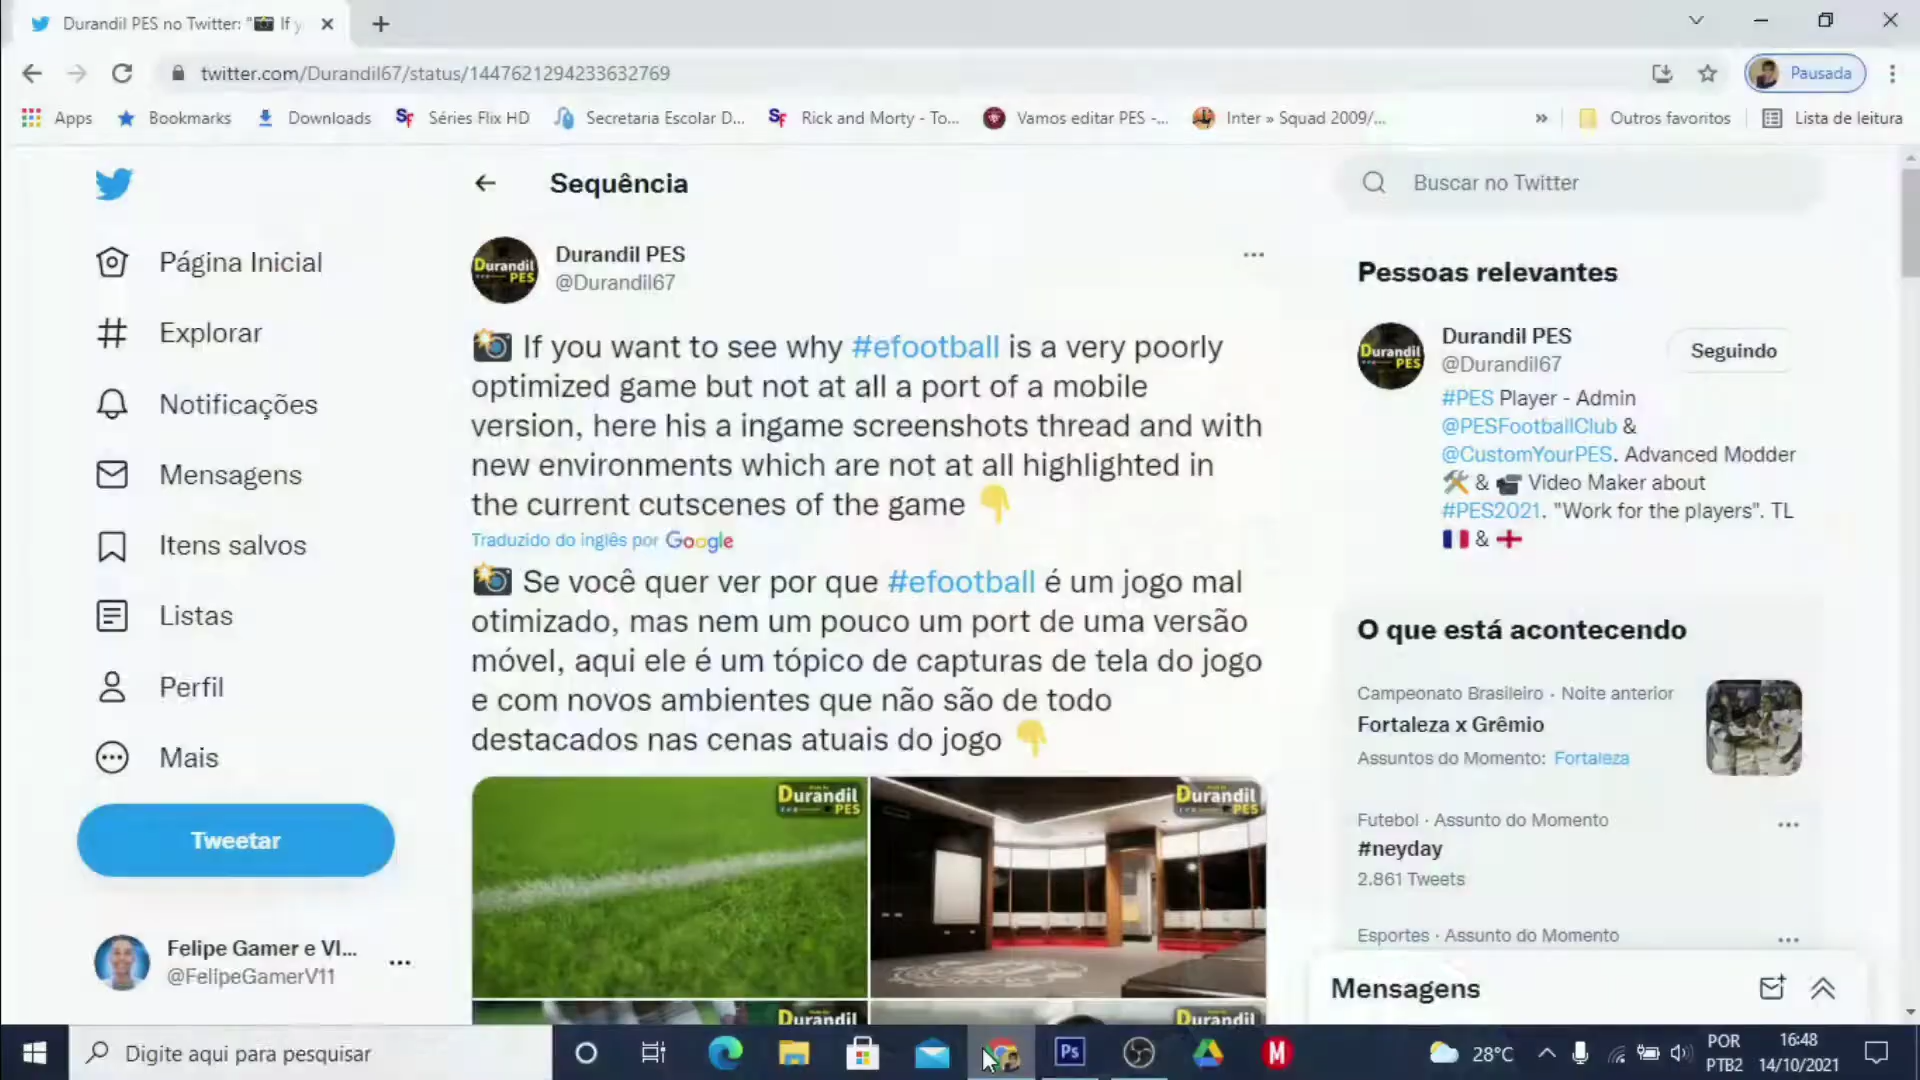 Durandil PES no Twitter: "📸 If y
twitter.com/Durandil67/status/1447621294233632769
Pausada
Apps
Bookmarks
Downloads
Séries Flix HD
Secretaria Escolar D...
Rick and Morty - To...
Vamos editar PES -...
Inter » Squad 2009/...
»
Outros favoritos
Lista de leitura
Página Inicial
Explorar
Notificações
Mensagens
Itens salvos
Listas
Perfil
Mais
Tweetar
Felipe Gamer e VI...
@FelipeGamerV11
Sequência
Durandil PES
Durandil PES
@Durandil67
📸 If you want to see why #efootball is a very poorly
optimized game but not at all a port of a mobile
version, here his a ingame screenshots thread and with
new environments which are not at all highlighted in
the current cutscenes of the game 👇
Traduzido do inglês por Google
📸 Se você quer ver por que #efootball é um jogo mal
otimizado, mas nem um pouco um port de uma versão
móvel, aqui ele é um tópico de capturas de tela do jogo
e com novos ambientes que não são de todo
destacados nas cenas atuais do jogo 👇
Durandil
PES
Durandil
PES
Durandil
Durandil
Buscar no Twitter
Pessoas relevantes
Durandil PES
Durandil PES
@Durandil67
Seguindo
#PES Player - Admin
@PESFootballClub &
@CustomYourPES. Advanced Modder
🛠 & 📹 Video Maker about
#PES2021. "Work for the players". TL
🇫🇷 & 🏴󠁧󠁢󠁥󠁮󠁧󠁿
O que está acontecendo
Campeonato Brasileiro · Noite anterior
Fortaleza x Grêmio
Assuntos do Momento: Fortaleza
Futebol · Assunto do Momento
#neyday
2.861 Tweets
Esportes · Assunto do Momento
Mensagens
Digite aqui para pesquisar
Ps
M
28°C
POR
PTB2
16:48
14/10/2021